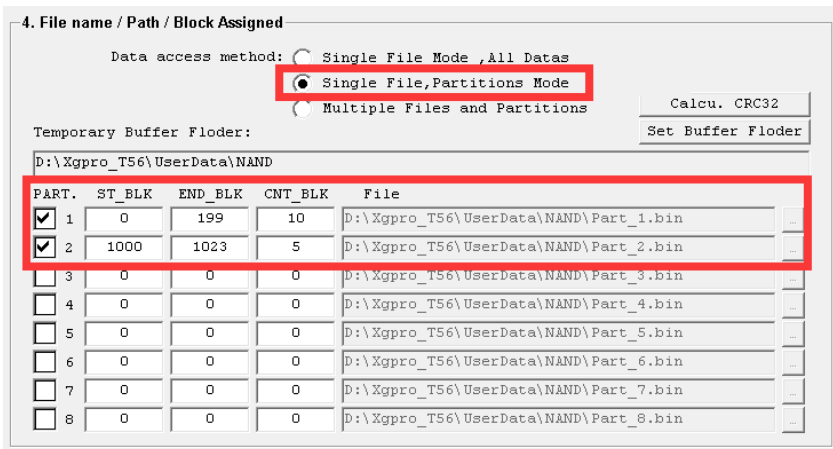 4. File name / Path / Block Assigned
Data access method: Single File Mode ,All Datas
Single File,Partitions Mode
Multiple Files and Partitions
Calcu. CRC32
Temporary Buffer Floder:
Set Buffer Floder
D:\Xgpro_T56\UserData\NAND
PART. ST_BLK END_BLK CNT_BLK File
1 0 199 10 D:\Xgpro_T56\UserData\NAND\Part_1.bin ...
2 1000 1023 5 D:\Xgpro_T56\UserData\NAND\Part_2.bin ...
3 0 0 0 D:\Xgpro_T56\UserData\NAND\Part_3.bin ...
4 0 0 0 D:\Xgpro_T56\UserData\NAND\Part_4.bin ...
5 0 0 0 D:\Xgpro_T56\UserData\NAND\Part_5.bin ...
6 0 0 0 D:\Xgpro_T56\UserData\NAND\Part_6.bin ...
7 0 0 0 D:\Xgpro_T56\UserData\NAND\Part_7.bin ...
8 0 0 0 D:\Xgpro_T56\UserData\NAND\Part_8.bin ...